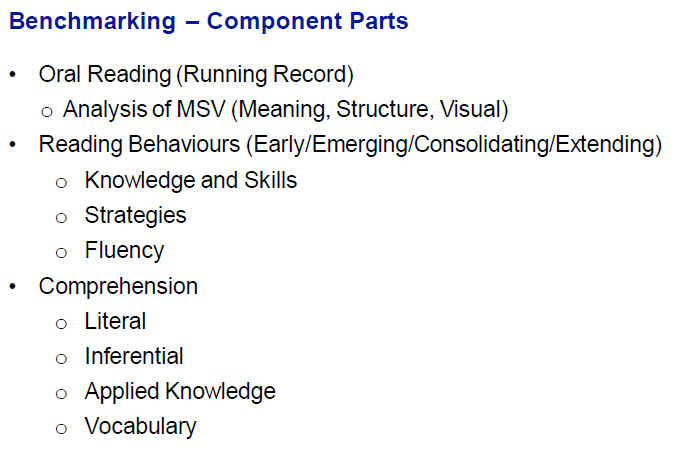 Benchmarking – Component Parts
• Oral Reading (Running Record)
o Analysis of MSV (Meaning, Structure, Visual)
• Reading Behaviours (Early/Emerging/Consolidating/Extending)
o Knowledge and Skills
o Strategies
o Fluency
• Comprehension
o Literal
o Inferential
o Applied Knowledge
o Vocabulary